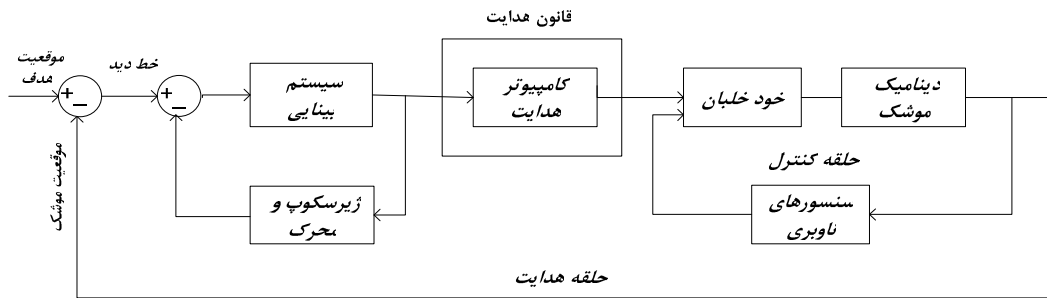 قانون هدایت
موقعیت
هدف
خط دید
+
_
+
_
سیستم
بینایی
کامپیوتر
هدایت
خود خلبان
دینامیک
موشک
موقعیت موشک
حلقه کنترل
ژیرسکوپ و
محرک
سنسورهای
ناوبری
حلقه هدایت